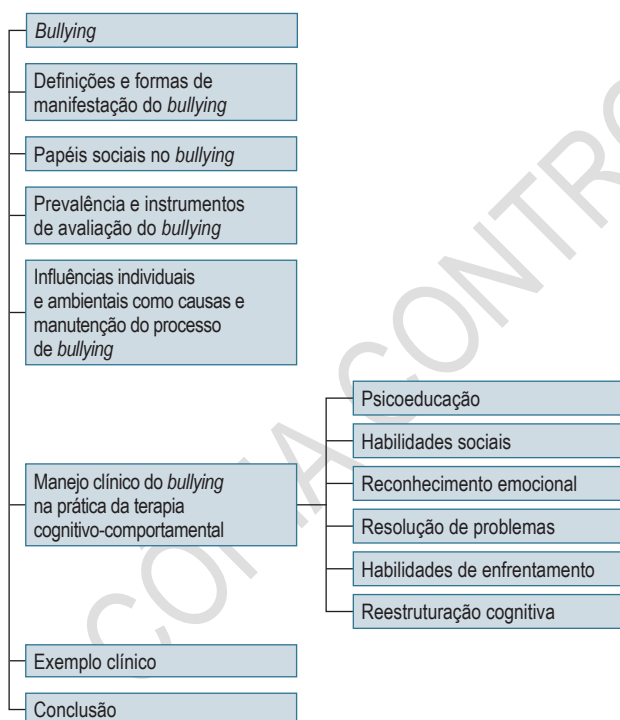 Bullying
Definições e formas de
manifestação do bullying
Papéis sociais no bullying
Prevalência e instrumentos
de avaliação do bullying
Influências individuais
e ambientais como causas e
manutenção do processo
de bullying
Manejo clínico do bullying
na prática da terapia
cognitivo-comportamental
Psicoeducação
Habilidades sociais
Reconhecimento emocional
Resolução de problemas
Habilidades de enfrentamento
Reestruturação cognitiva
Exemplo clínico
Conclusão